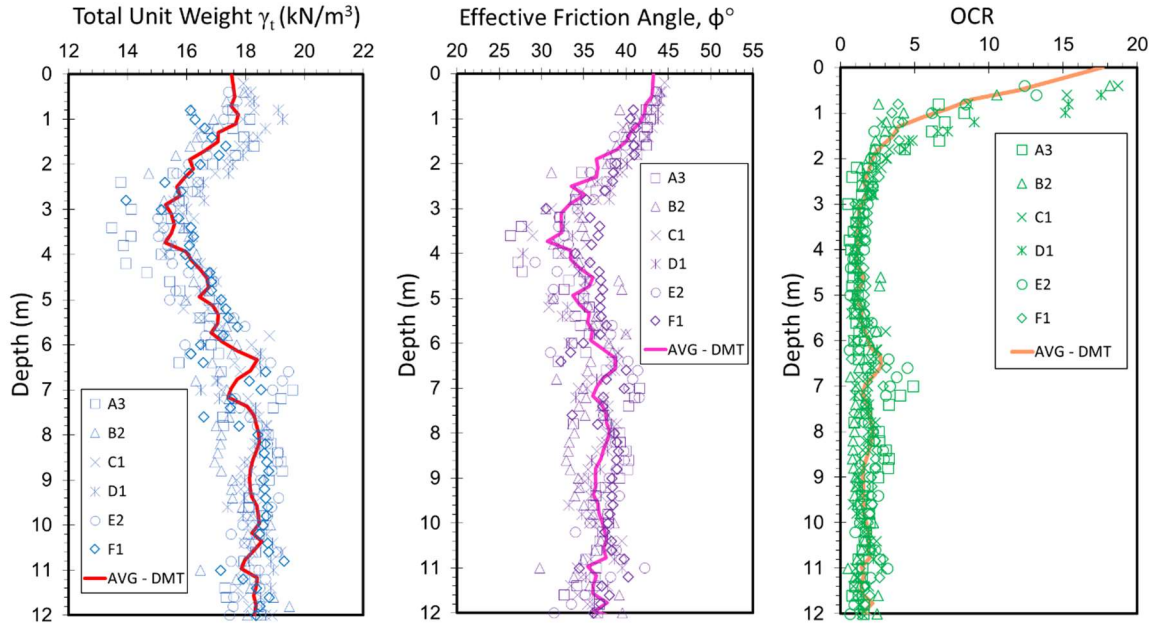 Total Unit Weight γt (kN/m³)
12 14 16 18 20 22
0
1
2
3
4
5
6
7
8
9
10
11
12
Depth (m)
A3
B2
C1
D1
E2
F1
AVG - DMT
Effective Friction Angle, ϕ°
20 25 30 35 40 45 50 55
0
1
2
3
4
5
6
7
8
9
10
11
12
Depth (m)
A3
B2
C1
D1
E2
F1
AVG - DMT
OCR
0 5 10 15 20
0
1
2
3
4
5
6
7
8
9
10
11
12
Depth (m)
A3
B2
C1
D1
E2
F1
AVG - DMT